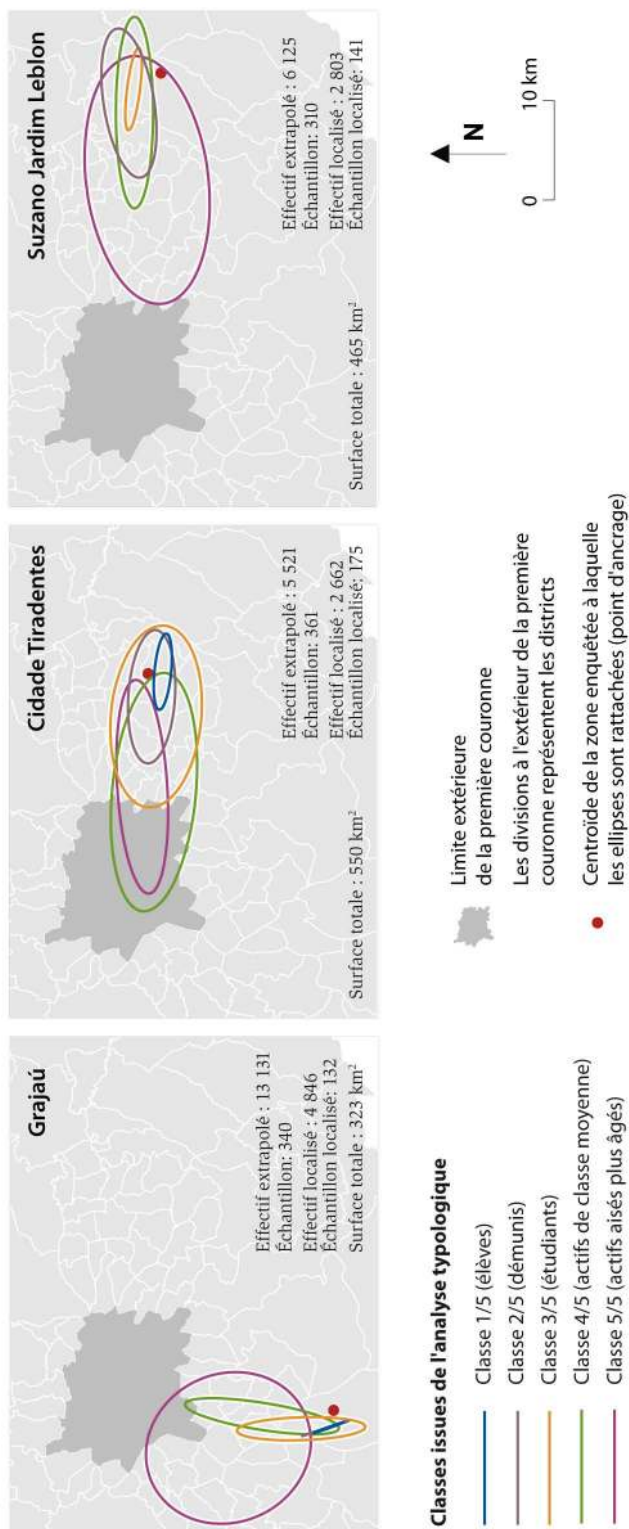 Grajaú
Effectif extrapolé : 13 131
Échantillon: 340
Effectif localisé : 4 846
Échantillon localisé: 132
Surface totale : 323 km²
Cidade Tiradentes
Effectif extrapolé : 5 521
Échantillon: 361
Effectif localisé : 2 662
Échantillon localisé: 175
Surface totale : 550 km²
Suzano Jardim Leblon
Effectif extrapolé : 6 125
Échantillon: 310
Effectif localisé : 2 803
Échantillon localisé: 141
Surface totale : 465 km²
Classes issues de l'analyse typologique
Classe 1/5 (élèves)
Classe 2/5 (démunis)
Classe 3/5 (étudiants)
Classe 4/5 (actifs de classe moyenne)
Classe 5/5 (actifs aisés plus âgés)
Limite extérieure
de la première couronne
Les divisions à l'extérieur de la première
couronne représentent les districts
Centroïde de la zone enquêtée à laquelle
les ellipses sont rattachées (point d'ancrage)
N
0 10 km